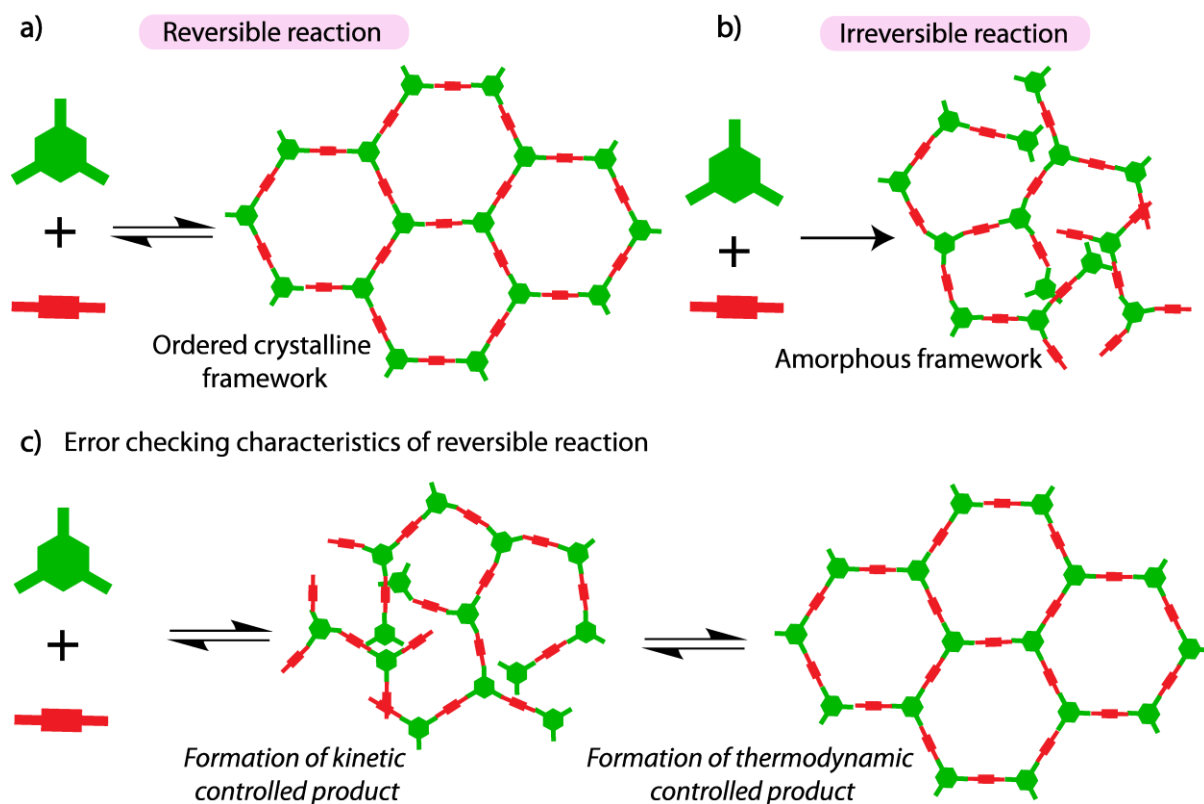 a)
Reversible reaction
b)
Irreversible reaction
+
+
Ordered crystalline
framework
Amorphous framework
c) Error checking characteristics of reversible reaction
+
Formation of kinetic
controlled product
Formation of thermodynamic
controlled product